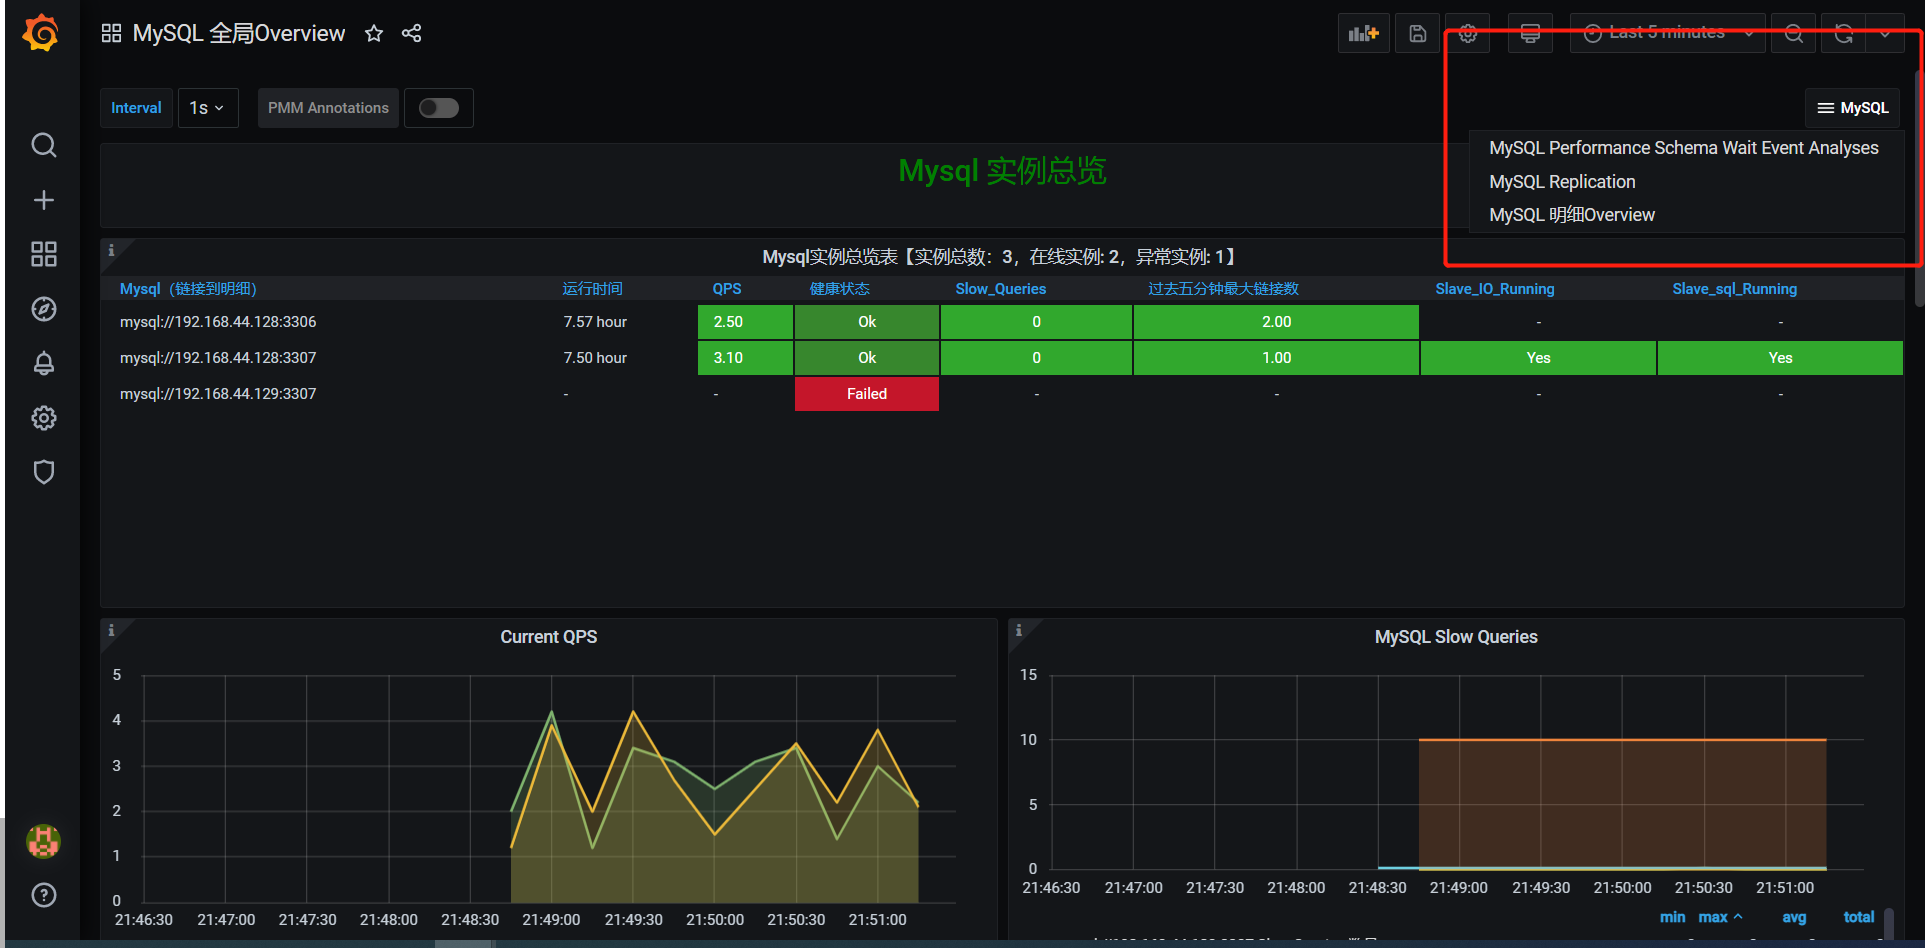 MySQL 全局Overview
Last 5 minutes
Interval 1s PMM Annotations MySQL
MySQL Performance Schema Wait Event Analyses
MySQL Replication
MySQL 明细Overview
Mysql 实例总览
Mysql实例总览表【实例总数：3，在线实例: 2，异常实例: 1】
Mysql（链接到明细） 运行时间 QPS 健康状态 Slow_Queries 过去五分钟最大链接数 Slave_IO_Running Slave_sql_Running
mysql://192.168.44.128:3306 7.57 hour 2.50 Ok 0 2.00 - -
mysql://192.168.44.128:3307 7.50 hour 3.10 Ok 0 1.00 Yes Yes
mysql://192.168.44.129:3307 - - Failed - - - -
Current QPS
5
4
3
2
1
0
21:46:30 21:47:00 21:47:30 21:48:00 21:48:30 21:49:00 21:49:30 21:50:00 21:50:30 21:51:00
MySQL Slow Queries
15
10
5
0
21:46:30 21:47:00 21:47:30 21:48:00 21:48:30 21:49:00 21:49:30 21:50:00 21:50:30 21:51:00
min max avg total